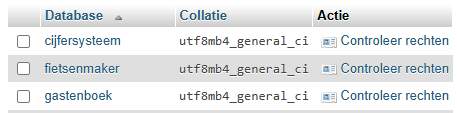 Database Collatie Actie
cijfersysteem utf8mb4_general_ci Controleer rechten
fietsenmaker utf8mb4_general_ci Controleer rechten
gastenboek utf8mb4_general_ci Controleer rechten